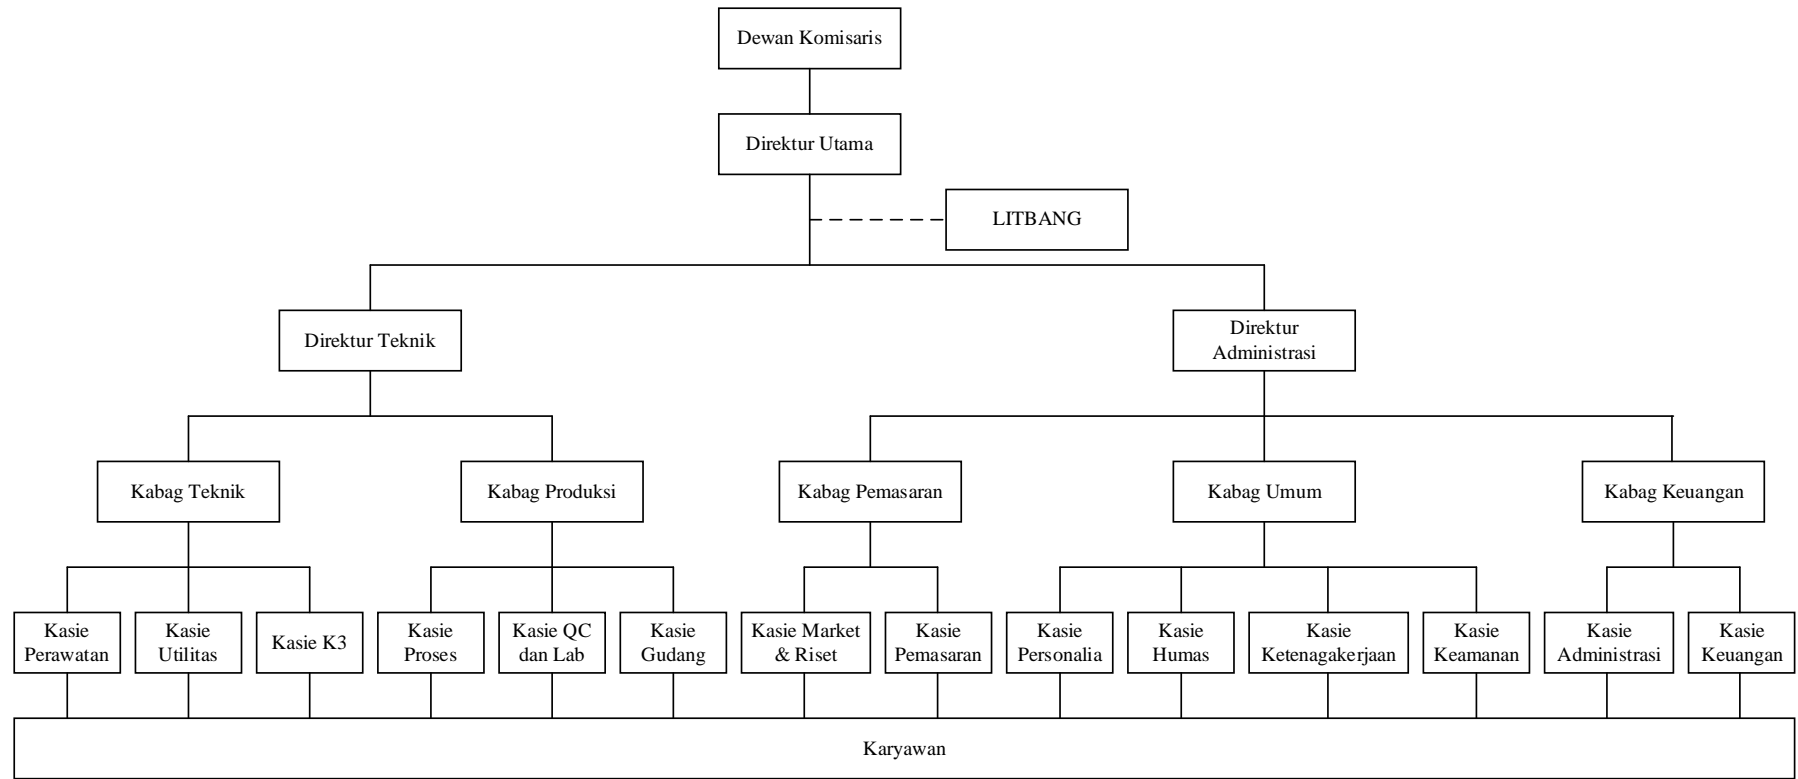 Dewan Komisaris
Direktur Utama
LITBANG
Direktur Teknik
Direktur
Administrasi
Kabag Teknik
Kabag Produksi
Kabag Pemasaran
Kabag Umum
Kabag Keuangan
Kasie
Perawatan
Kasie
Utilitas
Kasie K3
Kasie
Proses
Kasie QC
dan Lab
Kasie
Gudang
Kasie Market
& Riset
Kasie
Pemasaran
Kasie
Personalia
Kasie
Humas
Kasie
Ketenagakerjaan
Kasie
Keamanan
Kasie
Administrasi
Kasie
Keuangan
Karyawan